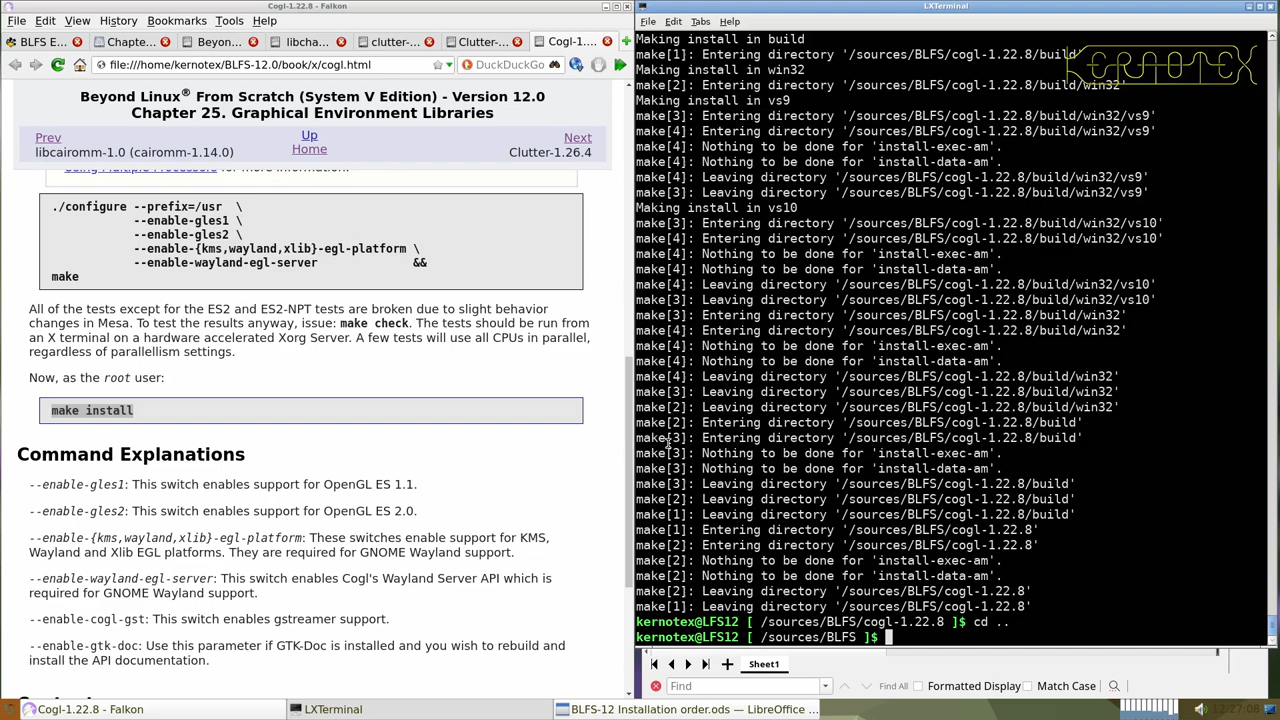 Cogl-1.22.8 - Falkon
File Edit View History Bookmarks Tools Help
BLFS E... Chapte... Beyon... libcha... clutter-... Clutter-... Cogl-1....
file:///home/kernotex/BLFS-12.0/book/x/cogl.html
DuckDuckGo
Beyond Linux® From Scratch (System V Edition) - Version 12.0
Chapter 25. Graphical Environment Libraries
Prev Up Next
libcairomm-1.0 (cairomm-1.14.0) Home Clutter-1.26.4
Using Multiple Processors for more information.
./configure --prefix=/usr \
--enable-gles1 \
--enable-gles2 \
--enable-{kms,wayland,xlib}-egl-platform \
--enable-wayland-egl-server &&
make
All of the tests except for the ES2 and ES2-NPT tests are broken due to slight behavior
changes in Mesa. To test the results anyway, issue: make check. The tests should be run from
an X terminal on a hardware accelerated Xorg Server. A few tests will use all CPUs in parallel,
regardless of parallellism settings.
Now, as the root user:
make install
Command Explanations
--enable-gles1: This switch enables support for OpenGL ES 1.1.
--enable-gles2: This switch enables support for OpenGL ES 2.0.
--enable-{kms,wayland,xlib}-egl-platform: These switches enable support for KMS,
Wayland and Xlib EGL platforms. They are required for GNOME Wayland support.
--enable-wayland-egl-server: This switch enables Cogl's Wayland Server API which is
required for GNOME Wayland support.
--enable-cogl-gst: This switch enables gstreamer support.
--enable-gtk-doc: Use this parameter if GTK-Doc is installed and you wish to rebuild and
install the API documentation.
LXTerminal
File Edit Tabs Help
Making install in build
make[1]: Entering directory '/sources/BLFS/cogl-1.22.8/build'
Making install in win32
make[2]: Entering directory '/sources/BLFS/cogl-1.22.8/build/win32'
Making install in vs9
make[3]: Entering directory '/sources/BLFS/cogl-1.22.8/build/win32/vs9'
make[4]: Entering directory '/sources/BLFS/cogl-1.22.8/build/win32/vs9'
make[4]: Nothing to be done for 'install-exec-am'.
make[4]: Nothing to be done for 'install-data-am'.
make[4]: Leaving directory '/sources/BLFS/cogl-1.22.8/build/win32/vs9'
make[3]: Leaving directory '/sources/BLFS/cogl-1.22.8/build/win32/vs9'
Making install in vs10
make[3]: Entering directory '/sources/BLFS/cogl-1.22.8/build/win32/vs10'
make[4]: Entering directory '/sources/BLFS/cogl-1.22.8/build/win32/vs10'
make[4]: Nothing to be done for 'install-exec-am'.
make[4]: Nothing to be done for 'install-data-am'.
make[4]: Leaving directory '/sources/BLFS/cogl-1.22.8/build/win32/vs10'
make[3]: Leaving directory '/sources/BLFS/cogl-1.22.8/build/win32/vs10'
make[3]: Entering directory '/sources/BLFS/cogl-1.22.8/build/win32'
make[4]: Entering directory '/sources/BLFS/cogl-1.22.8/build/win32'
make[4]: Nothing to be done for 'install-exec-am'.
make[4]: Nothing to be done for 'install-data-am'.
make[4]: Leaving directory '/sources/BLFS/cogl-1.22.8/build/win32'
make[3]: Leaving directory '/sources/BLFS/cogl-1.22.8/build/win32'
make[2]: Leaving directory '/sources/BLFS/cogl-1.22.8/build/win32'
make[2]: Entering directory '/sources/BLFS/cogl-1.22.8/build'
make[3]: Entering directory '/sources/BLFS/cogl-1.22.8/build'
make[3]: Nothing to be done for 'install-exec-am'.
make[3]: Nothing to be done for 'install-data-am'.
make[3]: Leaving directory '/sources/BLFS/cogl-1.22.8/build'
make[2]: Leaving directory '/sources/BLFS/cogl-1.22.8/build'
make[1]: Leaving directory '/sources/BLFS/cogl-1.22.8/build'
make[1]: Entering directory '/sources/BLFS/cogl-1.22.8'
make[2]: Entering directory '/sources/BLFS/cogl-1.22.8'
make[2]: Nothing to be done for 'install-exec-am'.
make[2]: Nothing to be done for 'install-data-am'.
make[2]: Leaving directory '/sources/BLFS/cogl-1.22.8'
make[1]: Leaving directory '/sources/BLFS/cogl-1.22.8'
kernotex@LFS12 [ /sources/BLFS/cogl-1.22.8 ]$ cd ..
kernotex@LFS12 [ /sources/BLFS ]$
KERNOTEX
Sheet1
Find Find All Formatted Display Match Case
Cogl-1.22.8 - Falkon LXTerminal BLFS-12 Installation order.ods — LibreOffice ... 12:27:08